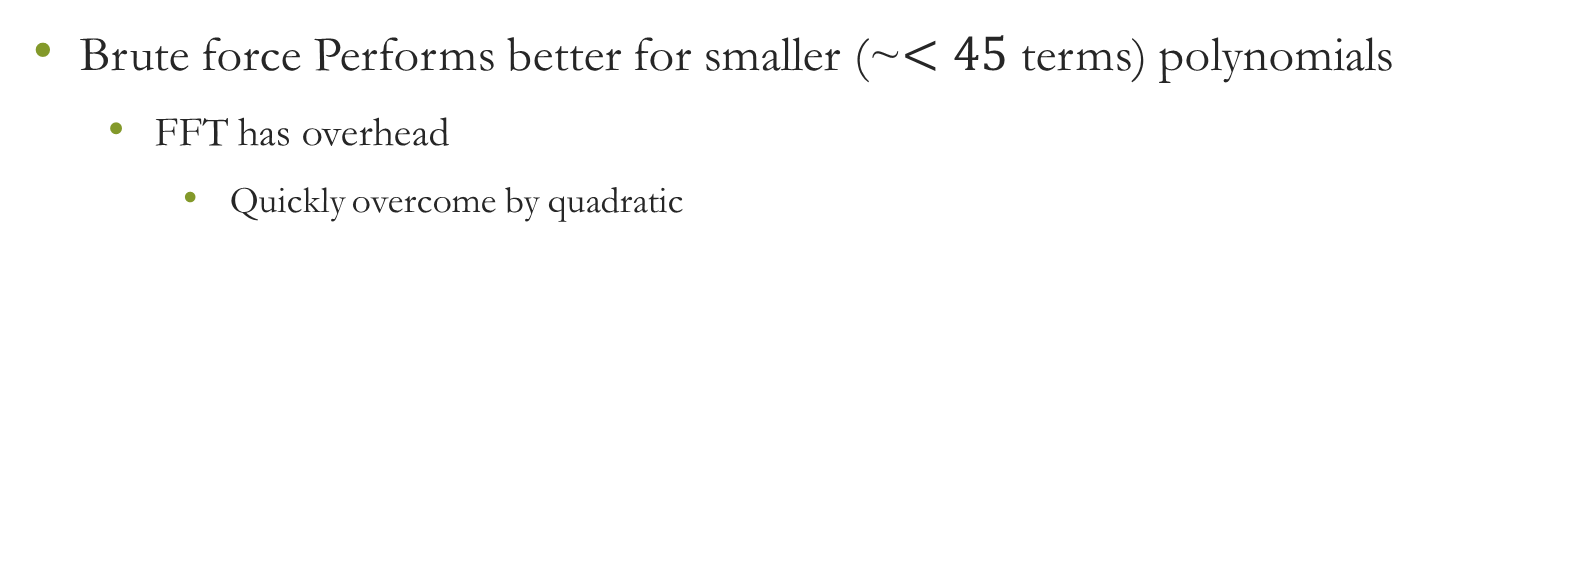 • Brute force Performs better for smaller (~< 45 terms) polynomials
• FFT has overhead
• Quickly overcome by quadratic